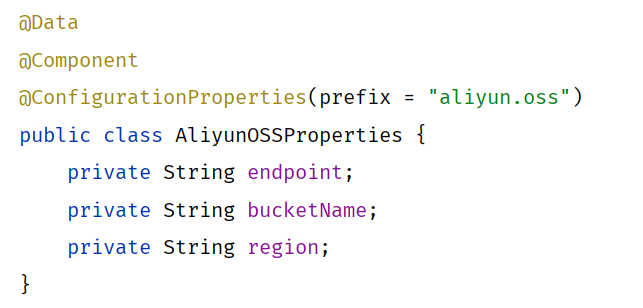 @Data
@Component
@ConfigurationProperties(prefix = "aliyun.oss")
public class AliyunOSSProperties {
    private String endpoint;
    private String bucketName;
    private String region;
}